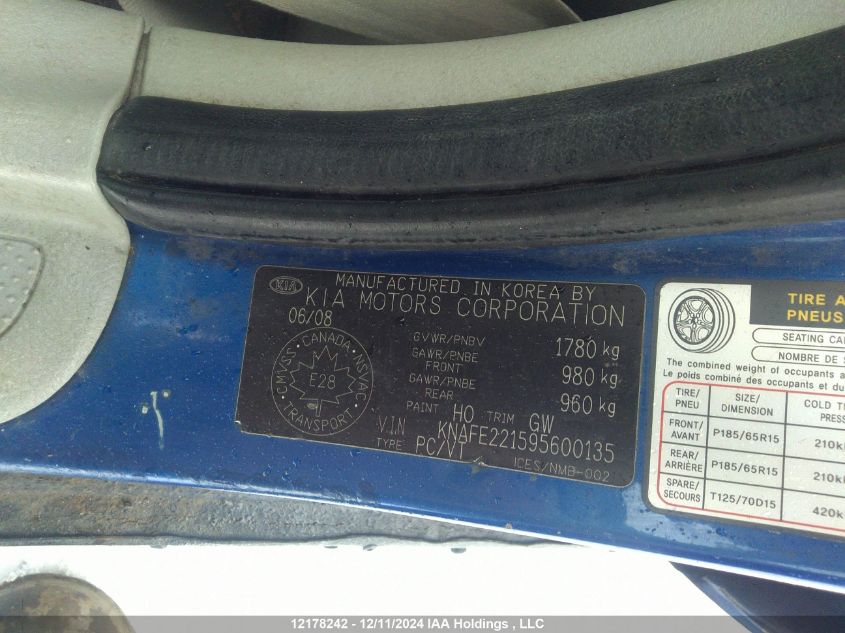 KIA
MANUFACTURED IN KOREA BY
KIA MOTORS CORPORATION
06/08
GVWR/PNBV 1780 kg
GAWR/PNBE FRONT 980 kg
GAWR/PNBE REAR 960 kg
PAINT HO TRIM GW
V.I.N KNAFE221595600135
TYPE PC/VT
ICES/NMB-002
CANADA
CMVSS NSVAC
E28
TRANSPORT
TIRE A
PNEUS
SEATING CA
NOMBRE DE
The combined weight of occupants a
Le poids combiné des occupants et du
TIRE/ PNEU SIZE/ DIMENSION COLD TI PRESS
FRONT/ AVANT P185/65R15 210k
REAR/ ARRIÈRE P185/65R15 210k
SPARE/ SECOURS T125/70D15 420k
12178242 - 12/11/2024 IAA Holdings , LLC